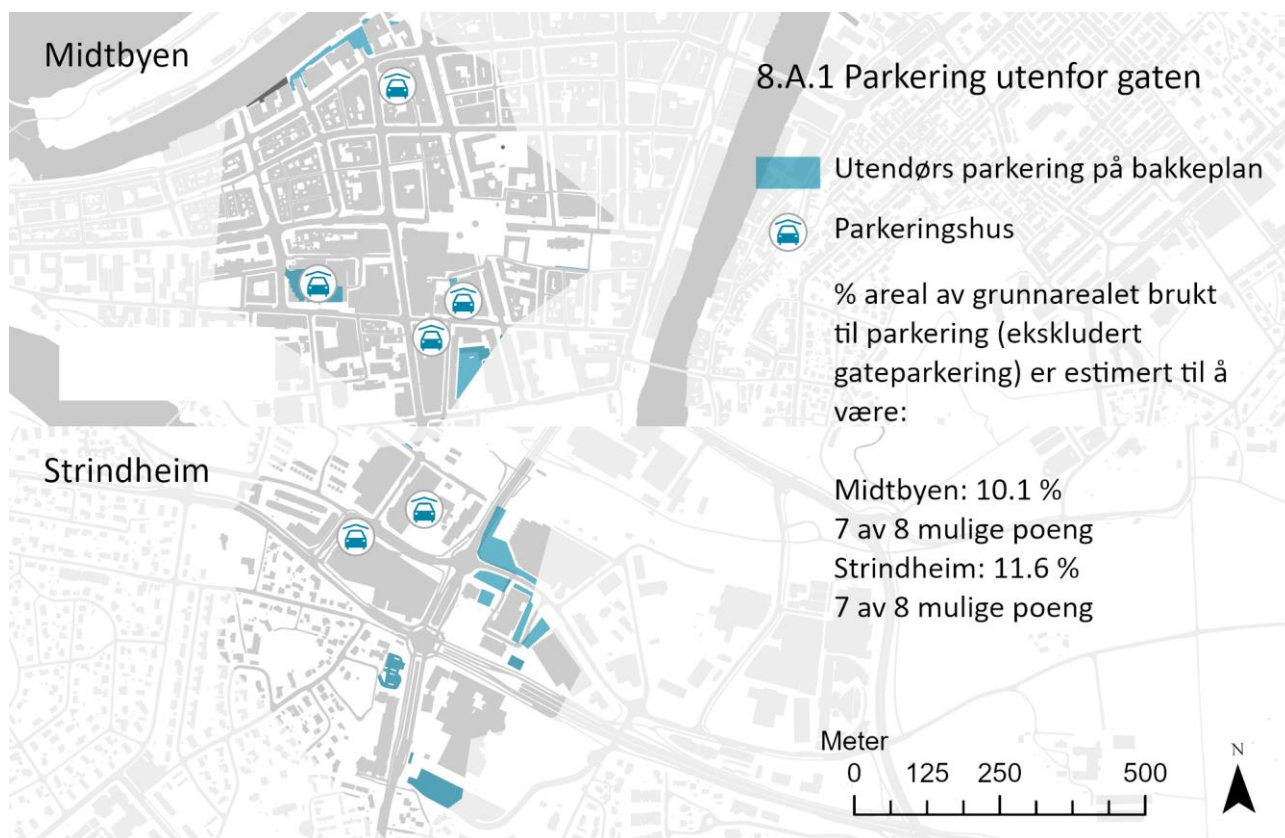 Midtbyen
8.A.1 Parkering utenfor gaten
Utendørs parkering på bakkeplan
Parkeringshus
% areal av grunnarealet brukt
til parkering (ekskludert
gateparkering) er estimert til å
være:
Strindheim
Midtbyen: 10.1 %
7 av 8 mulige poeng
Strindheim: 11.6 %
7 av 8 mulige poeng
Meter
0 125 250 500
N